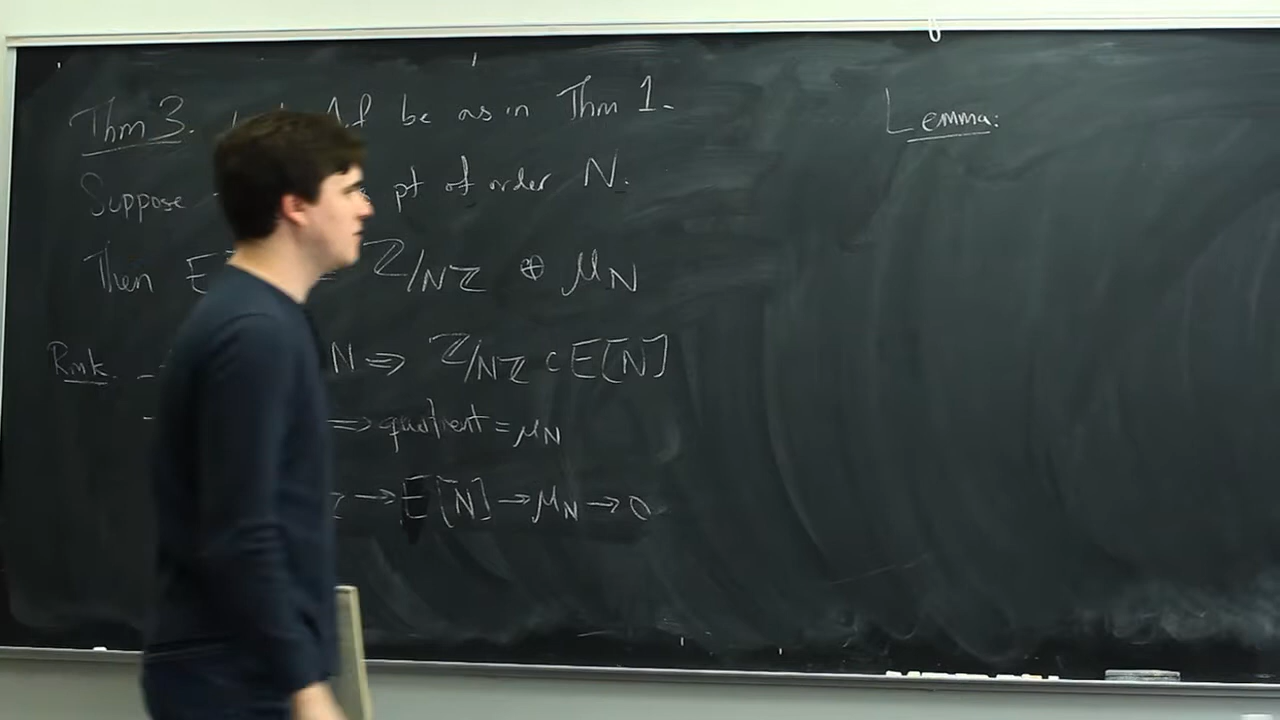 Thm 3. be as in Thm 1.
Suppose pt of order N.
Then E = ℤ/Nℤ ⊕ μN
Rmk. - N ⇒ ℤ/Nℤ ⊂ E[N]
- ⇒ quotient = μN
→ E[N] → μN → 0
Lemma: